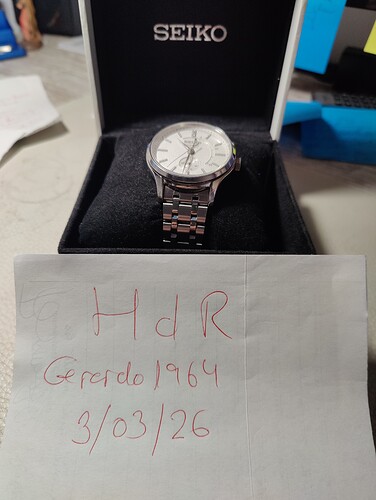 SEIKO
HdR
Gerardo1964
3/03/26